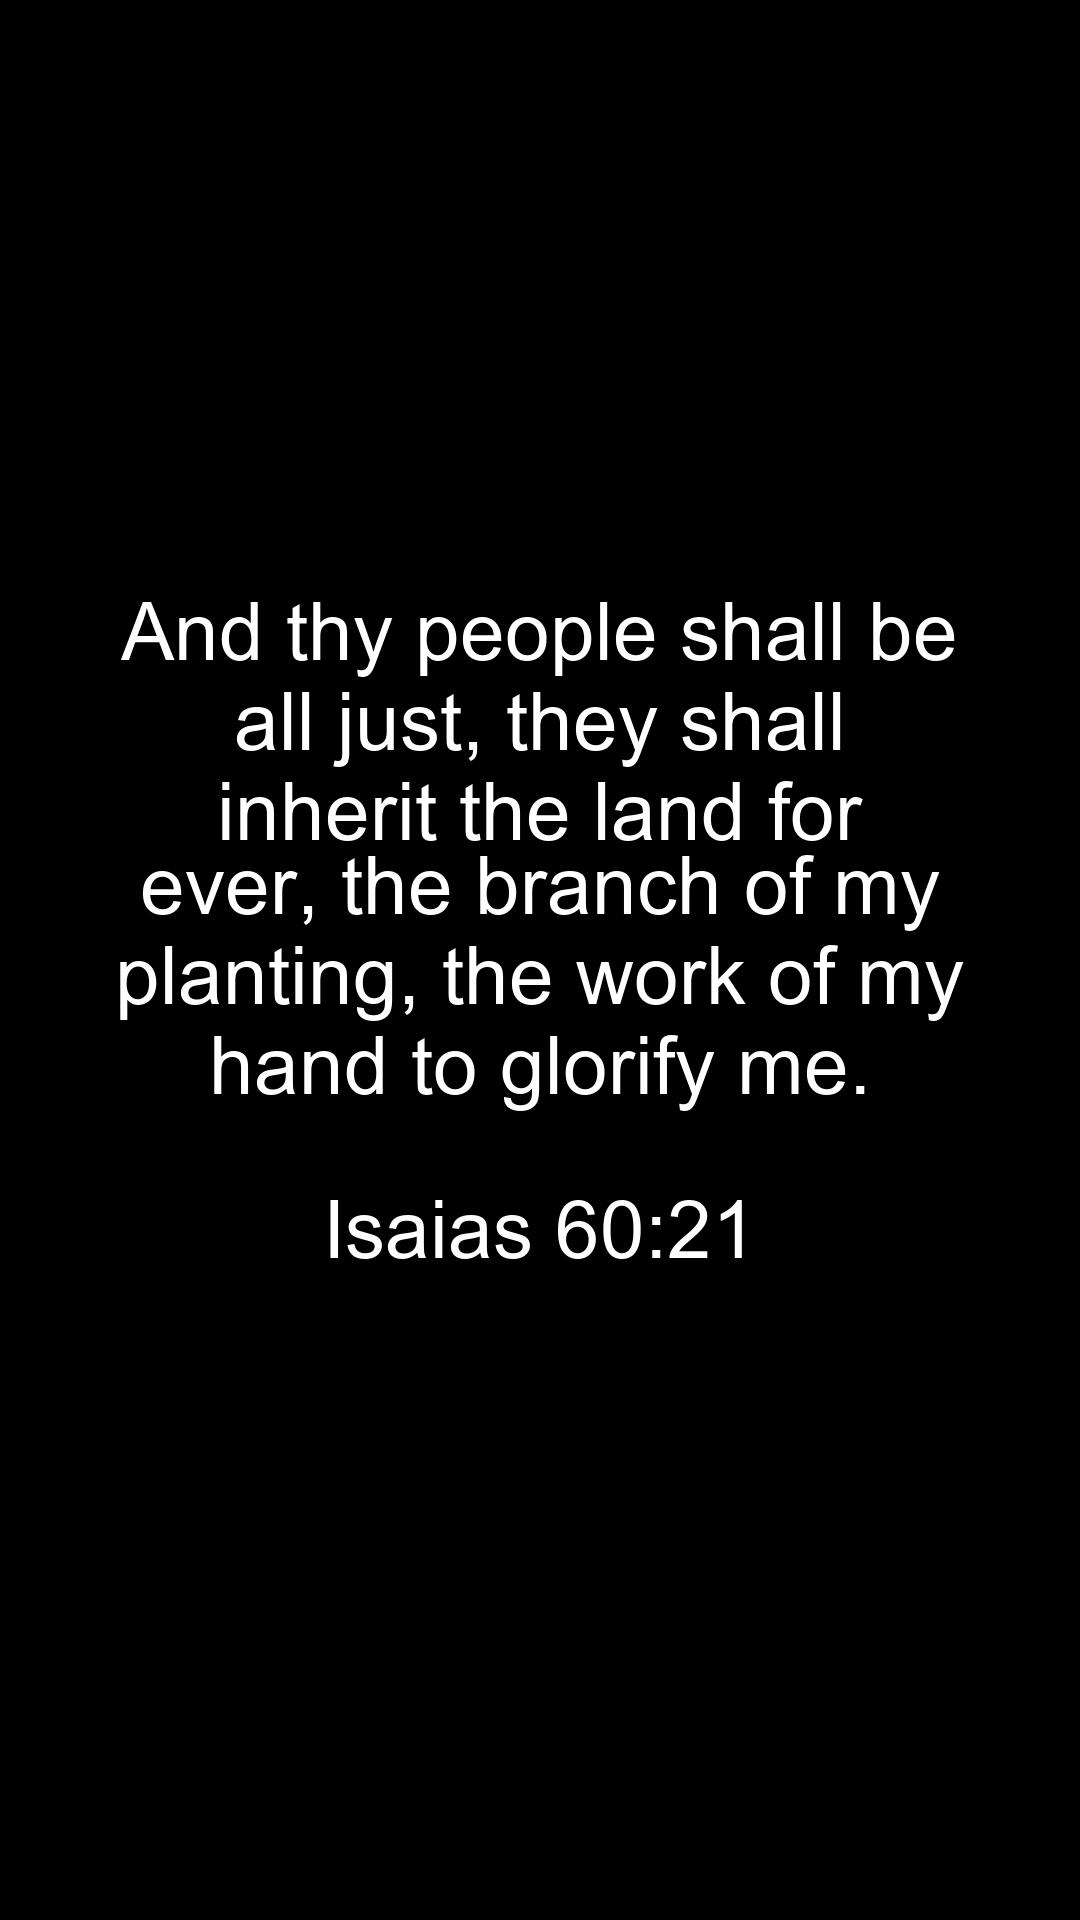 And thy people shall be
all just, they shall
inherit the land for
ever, the branch of my
planting, the work of my
hand to glorify me.
Isaias 60:21